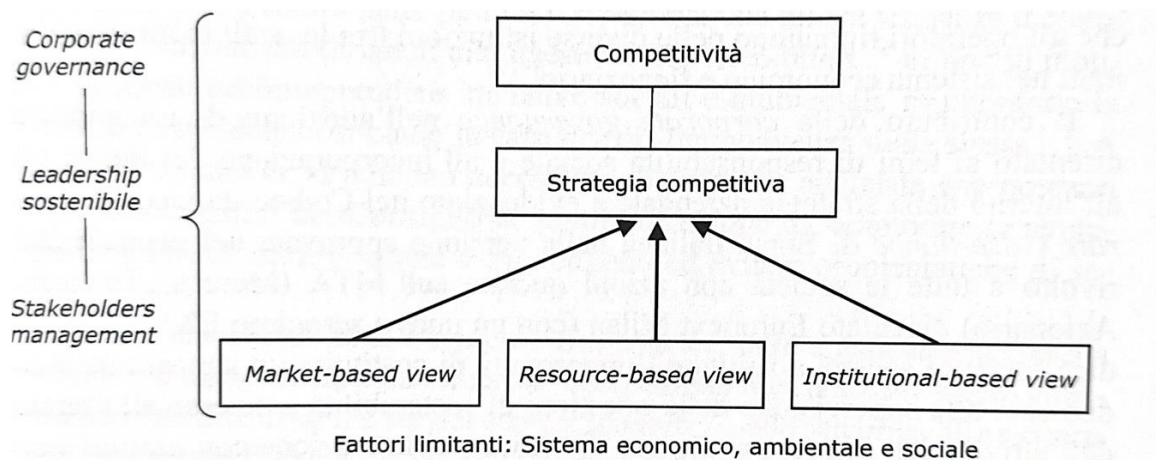 Corporate
governance
Leadership
sostenibile
Stakeholders
management
Competitività
Strategia competitiva
Market-based view
Resource-based view
Institutional-based view
Fattori limitanti: Sistema economico, ambientale e sociale